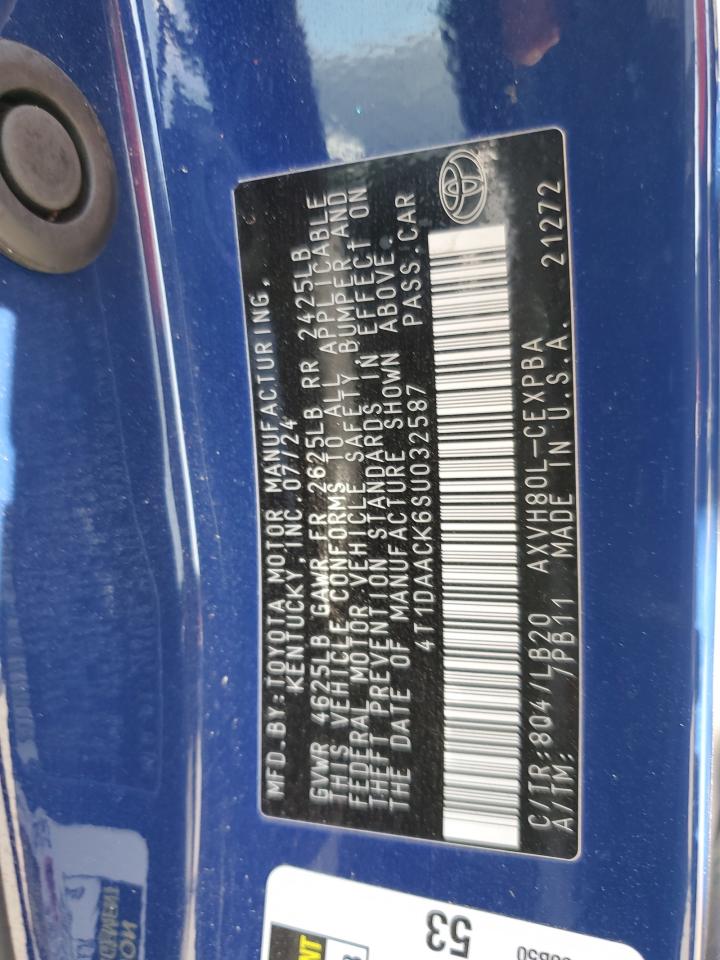 MFD.BY:TOYOTA MOTOR MANUFACTURING,
KENTUCKY,INC.07/24
GVWR 4625LB GAWR FR 2625LB RR 2425LB
THIS VEHICLE CONFORMS TO ALL APPLICABLE
FEDERAL MOTOR VEHICLE SAFETY BUMPER AND
THEFT PREVENTION STANDARDS IN EFFECT ON
THE DATE OF MANUFACTURE SHOWN ABOVE.
4T1DAACK6SU032587 PASS.CAR
C/TR:804/LB20 AXVH80L-CEXPBA
A/TM: /PB11 MADE IN U.S.A. 21272
53